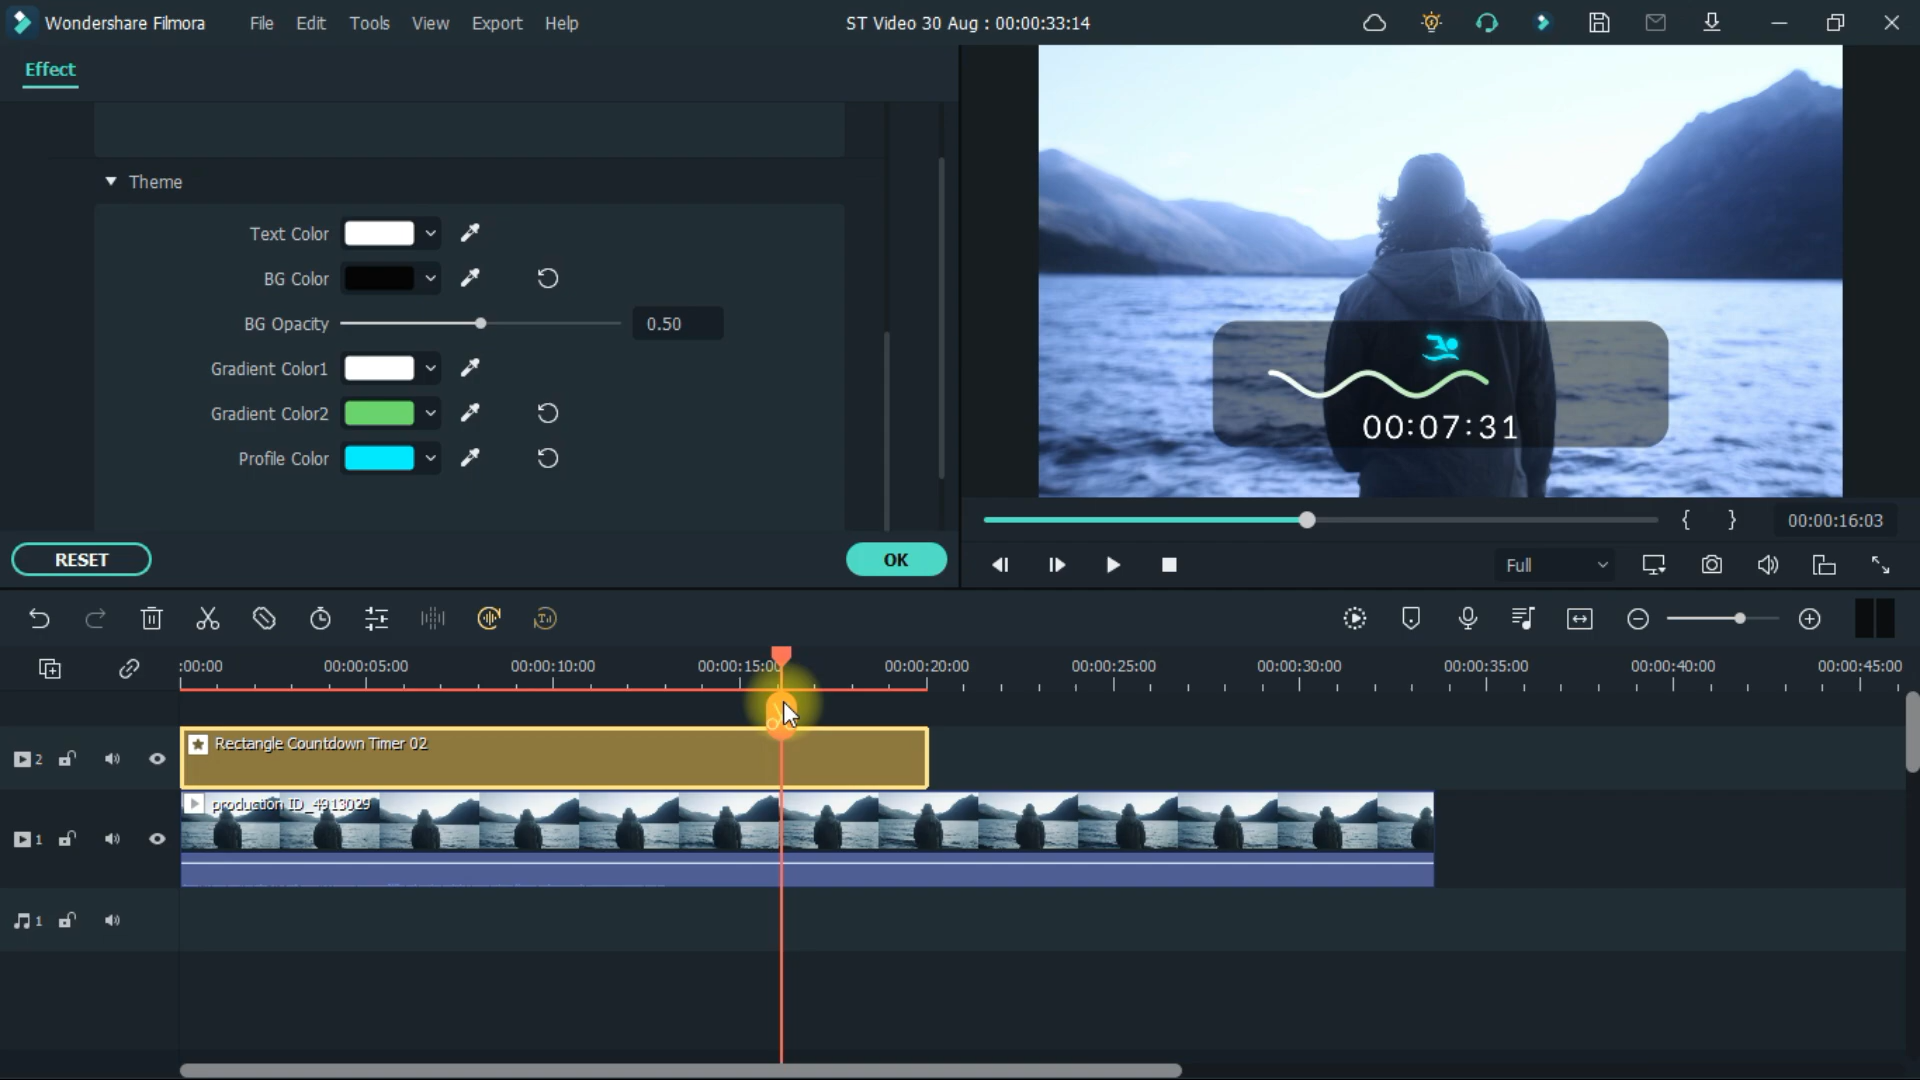 Wondershare Filmora File Edit Tools View Export Help ST Video 30 Aug : 00:00:33:14
Effect
Theme
Text Color
BG Color
BG Opacity 0.50
Gradient Color1
Gradient Color2
Profile Color
RESET OK
00:07:31
00:00:16:03
Full
:00:00 00:00:05:00 00:00:10:00 00:00:15:00 00:00:20:00 00:00:25:00 00:00:30:00 00:00:35:00 00:00:40:00 00:00:45:00
2 Rectangle Countdown Timer 02
1 production ID_4913029
1